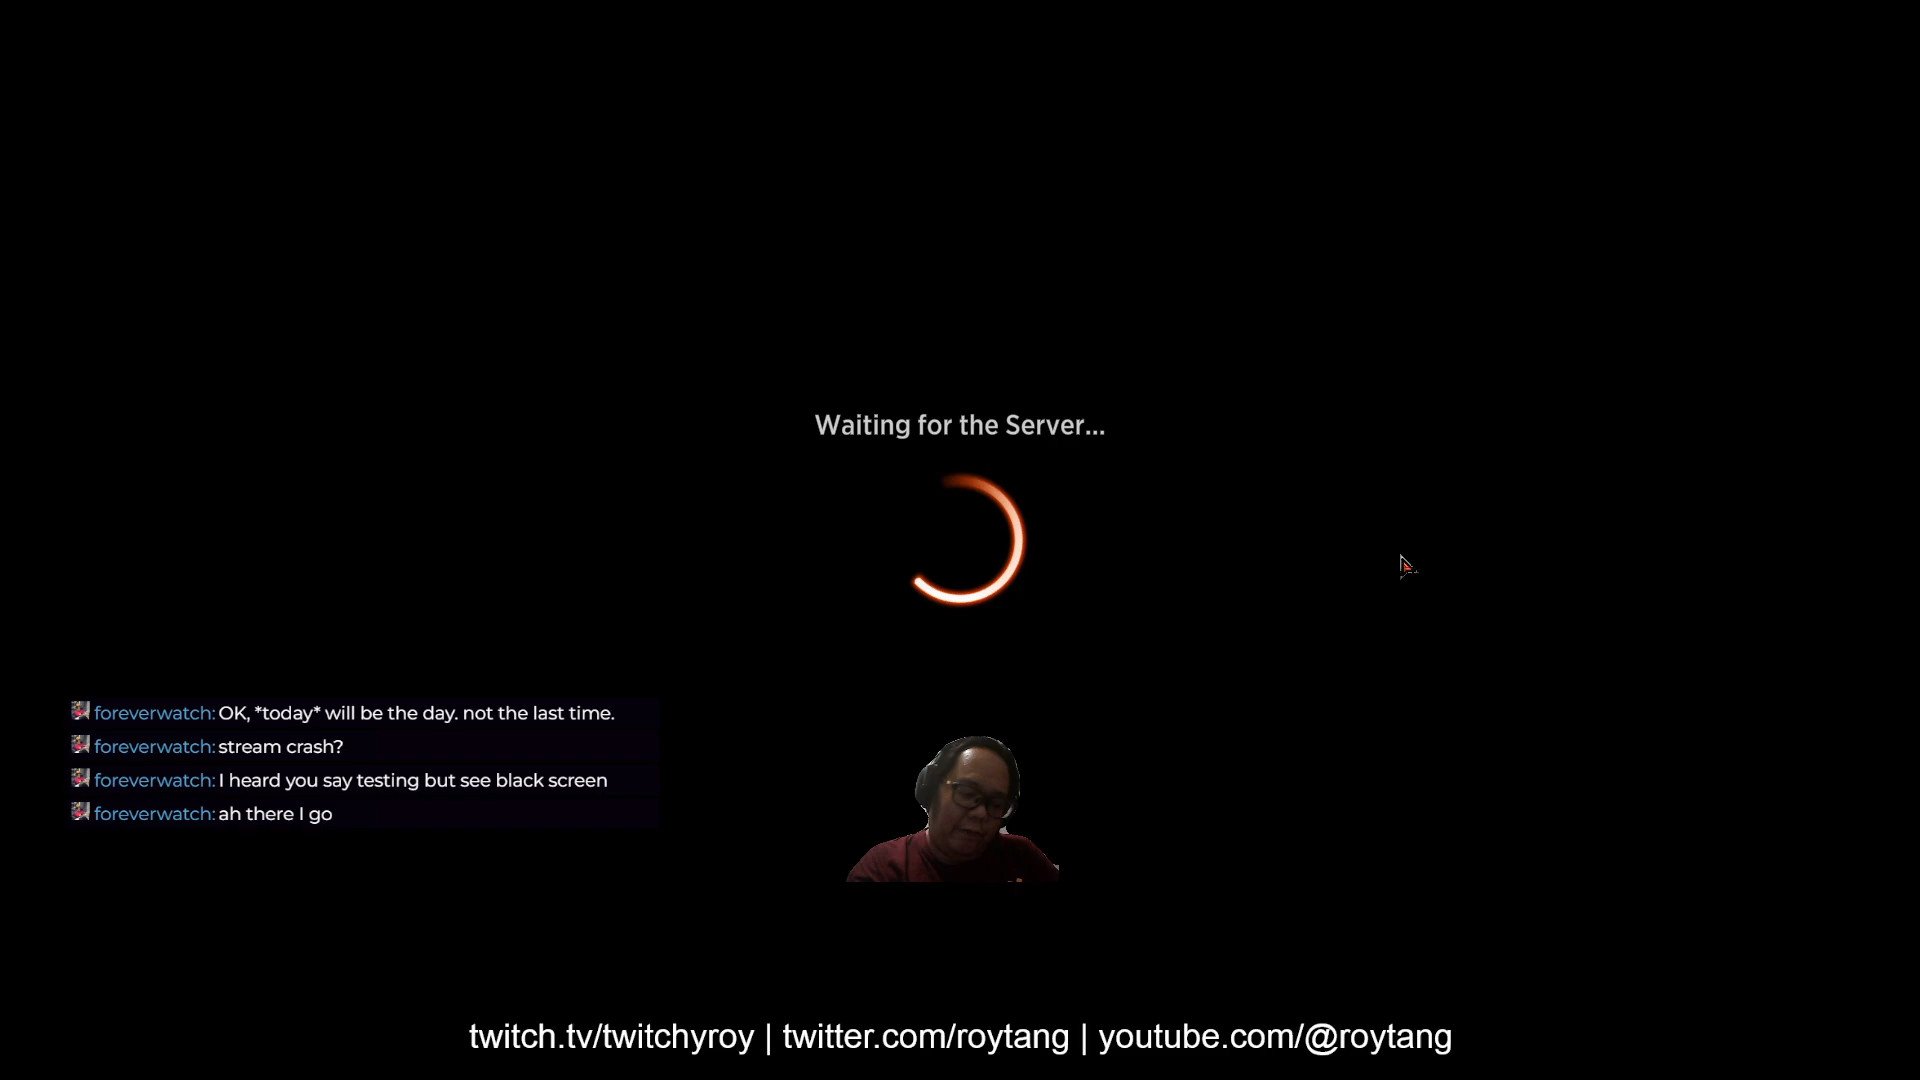 Waiting for the Server...
foreverwatch: OK, *today* will be the day. not the last time.
foreverwatch: stream crash?
foreverwatch: I heard you say testing but see black screen
foreverwatch: ah there I go
twitch.tv/twitchyroy | twitter.com/roytang | youtube.com/@roytang